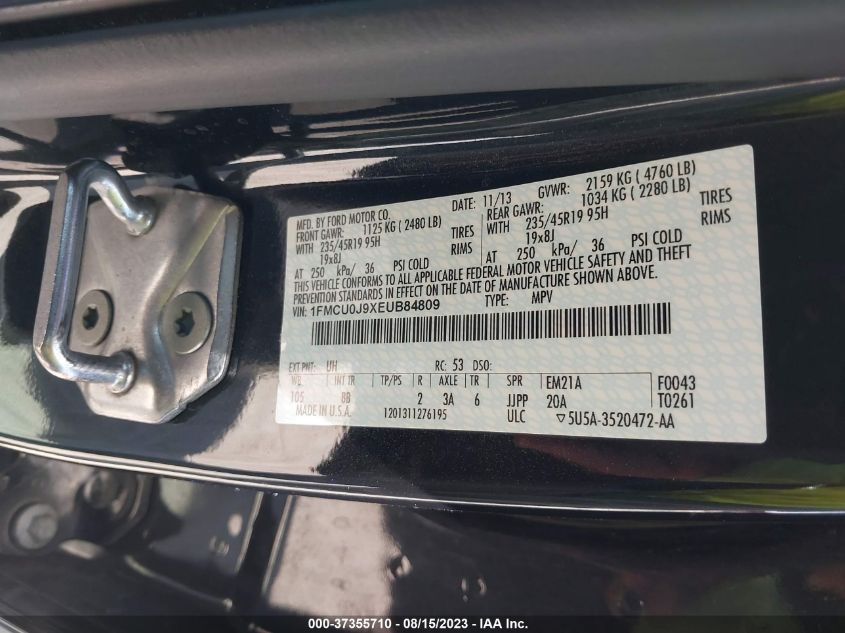 MFD. BY FORD MOTOR CO.
DATE: 11/13 GVWR: 2159 KG ( 4760 LB)
FRONT GAWR: 1125 KG ( 2480 LB)
REAR GAWR: 1034 KG ( 2280 LB)
WITH 235/45R19 95H TIRES
WITH 235/45R19 95H TIRES
19x8J RIMS
19x8J RIMS
AT 250 kPa/ 36 PSI COLD
AT 250 kPa/ 36 PSI COLD
THIS VEHICLE CONFORMS TO ALL APPLICABLE FEDERAL MOTOR VEHICLE SAFETY AND THEFT
PREVENTION STANDARDS IN EFFECT ON THE DATE OF MANUFACTURE SHOWN ABOVE.
VIN: 1FMCU0J9XEUB84809 TYPE: MPV
EXT PNT: UH RC: 53 DSO:
WB INT TR TP/PS R AXLE TR SPR EM21A F0043
105 8B 2 3A 6 JJPP 20A T0261
MADE IN U.S.A. 1201311276195 ULC ▽5U5A-3520472-AA
000-37355710 - 08/15/2023 - IAA Inc.